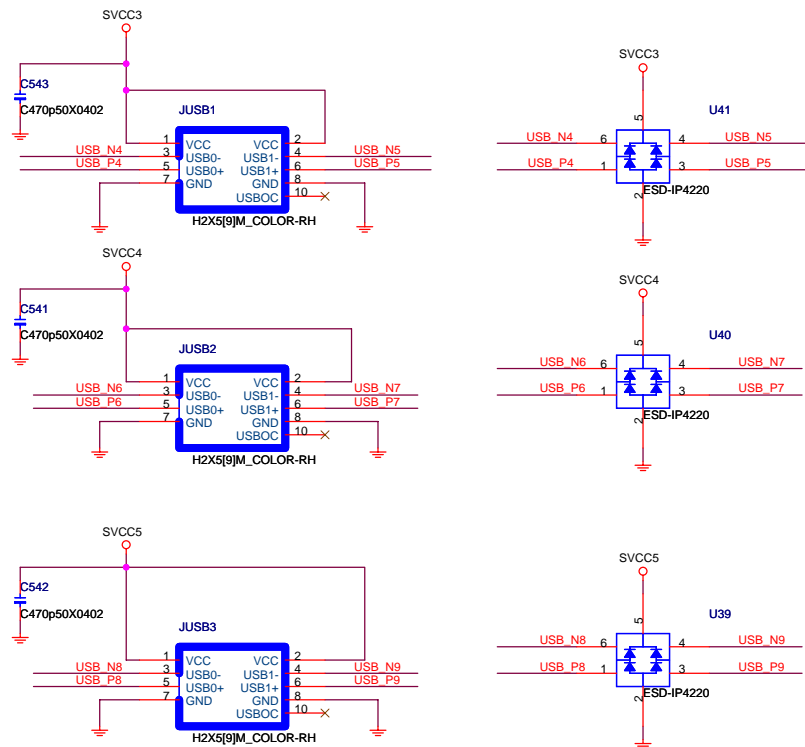 SVCC3
C543
C470p50X0402
JUSB1
1 VCC VCC 2
USB_N4 3 USB0- USB1- 4 USB_N5
USB_P4 5 USB0+ USB1+ 6 USB_P5
7 GND GND 8
USBOC 10
H2X5[9]M_COLOR-RH
SVCC3
U41
5
USB_N4 6 4 USB_N5
USB_P4 1 3 USB_P5
2
ESD-IP4220
SVCC4
C541
C470p50X0402
JUSB2
1 VCC VCC 2
USB_N6 3 USB0- USB1- 4 USB_N7
USB_P6 5 USB0+ USB1+ 6 USB_P7
7 GND GND 8
USBOC 10
H2X5[9]M_COLOR-RH
SVCC4
U40
5
USB_N6 6 4 USB_N7
USB_P6 1 3 USB_P7
2
ESD-IP4220
SVCC5
C542
C470p50X0402
JUSB3
1 VCC VCC 2
USB_N8 3 USB0- USB1- 4 USB_N9
USB_P8 5 USB0+ USB1+ 6 USB_P9
7 GND GND 8
USBOC 10
H2X5[9]M_COLOR-RH
SVCC5
U39
5
USB_N8 6 4 USB_N9
USB_P8 1 3 USB_P9
2
ESD-IP4220